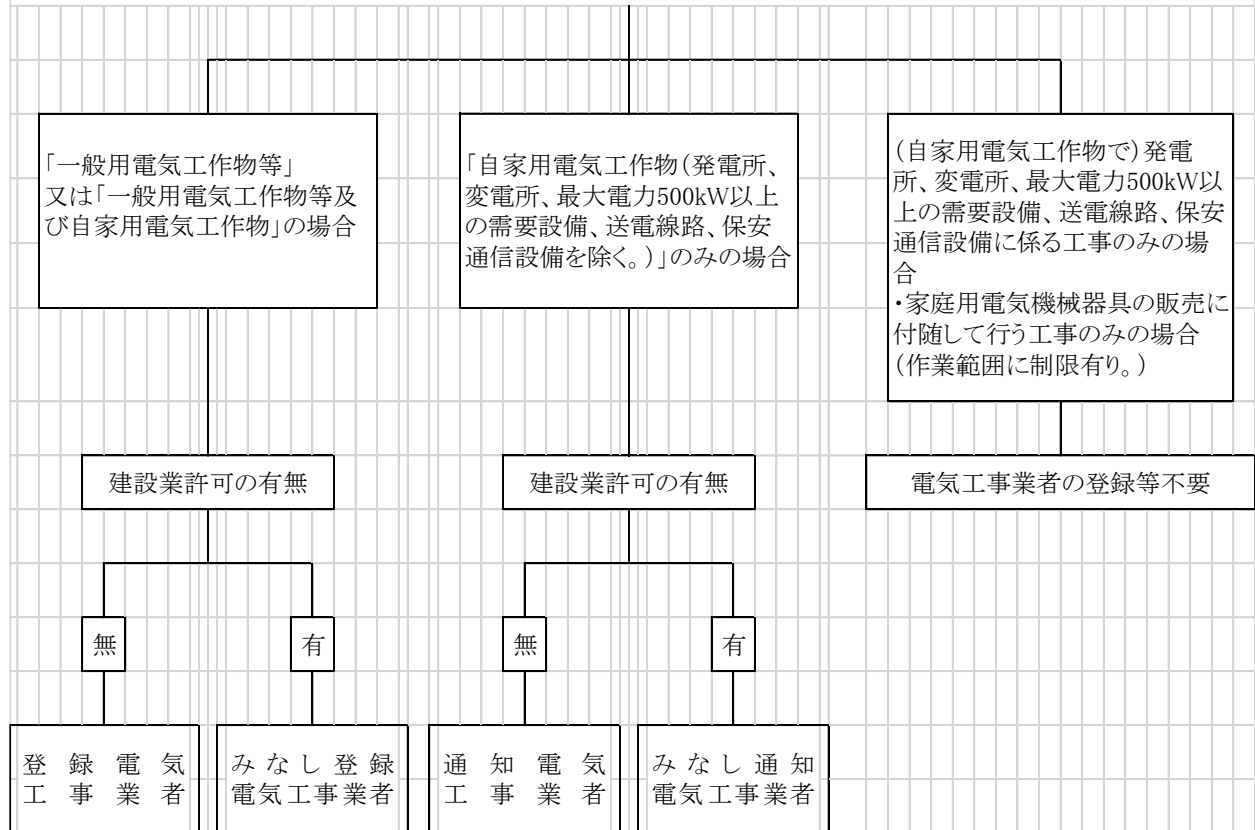 「一般用電気工作物等」
又は「一般用電気工作物等及
び自家用電気工作物」の場合
「自家用電気工作物(発電所、
変電所、最大電力500kW以上
の需要設備、送電線路、保安
通信設備を除く。)」のみの場合
(自家用電気工作物で)発電
所、変電所、最大電力500kW以
上の需要設備、送電線路、保安
通信設備に係る工事のみの場
合
・家庭用電気機械器具の販売に
付随して行う工事のみの場合
(作業範囲に制限有り。)
建設業許可の有無
建設業許可の有無
電気工事業者の登録等不要
無
有
無
有
登録電気
工事業者
みなし登録
電気工事業者
通知電気
工事業者
みなし通知
電気工事業者